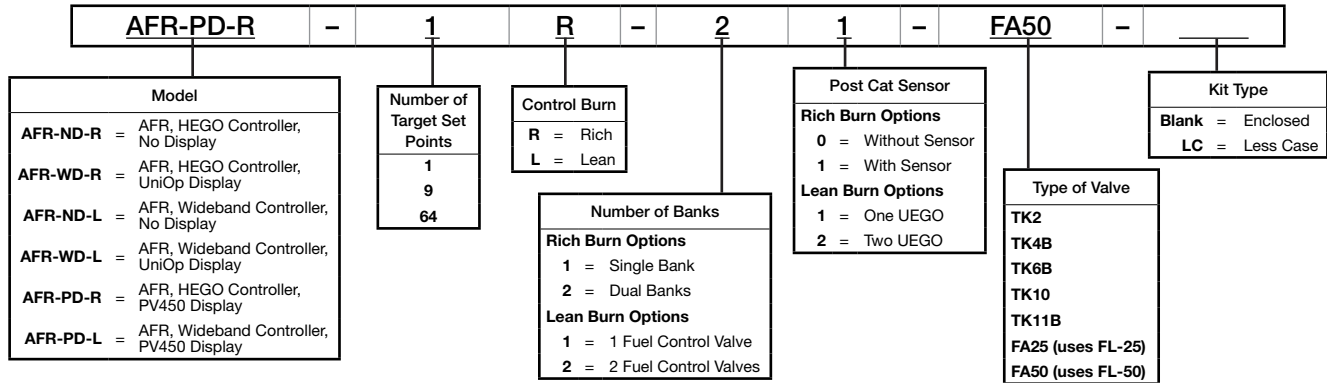 AFR-PD-R – 1 R – 2 1 – FA50 – ______
Model
AFR-ND-R = AFR, HEGO Controller,
No Display
AFR-WD-R = AFR, HEGO Controller,
UniOp Display
AFR-ND-L = AFR, Wideband Controller,
No Display
AFR-WD-L = AFR, Wideband Controller,
UniOp Display
AFR-PD-R = AFR, HEGO Controller,
PV450 Display
AFR-PD-L = AFR, Wideband Controller,
PV450 Display
Number of
Target Set
Points
1
9
64
Control Burn
R = Rich
L = Lean
Number of Banks
Rich Burn Options
1 = Single Bank
2 = Dual Banks
Lean Burn Options
1 = 1 Fuel Control Valve
2 = 2 Fuel Control Valves
Post Cat Sensor
Rich Burn Options
0 = Without Sensor
1 = With Sensor
Lean Burn Options
1 = One UEGO
2 = Two UEGO
Type of Valve
TK2
TK4B
TK6B
TK10
TK11B
FA25 (uses FL-25)
FA50 (uses FL-50)
Kit Type
Blank = Enclosed
LC = Less Case